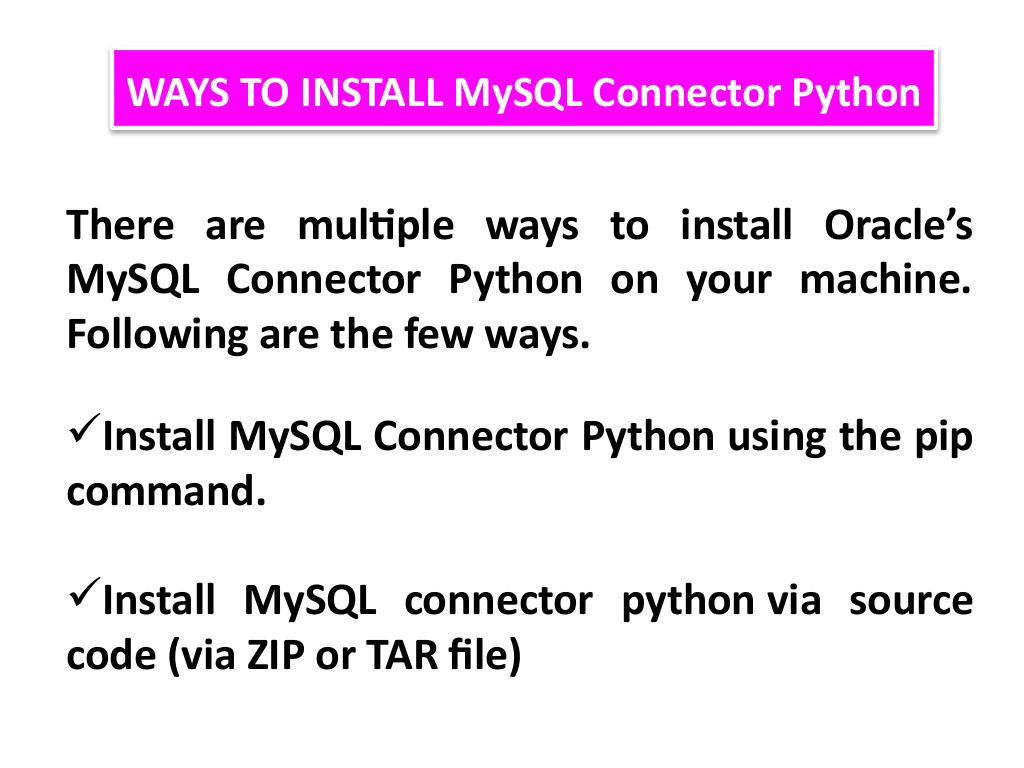 WAYS TO INSTALL MySQL Connector Python
There are multiple ways to install Oracle’s
MySQL Connector Python on your machine.
Following are the few ways.
✓Install MySQL Connector Python using the pip
command.
✓Install MySQL connector python via source
code (via ZIP or TAR file)